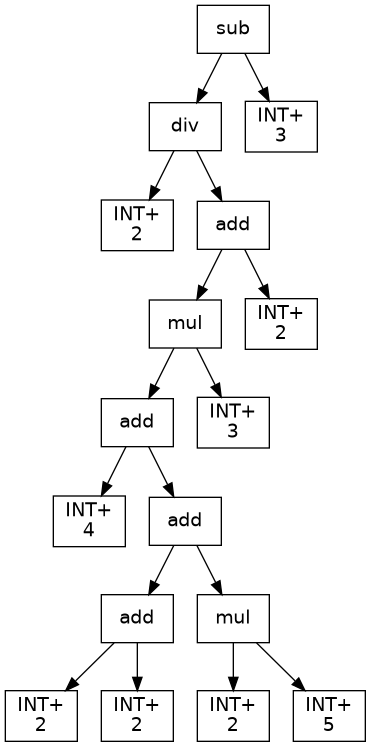 sub
div
INT+
3
INT+
2
add
mul
INT+
2
add
INT+
3
INT+
4
add
add
mul
INT+
2
INT+
2
INT+
2
INT+
5